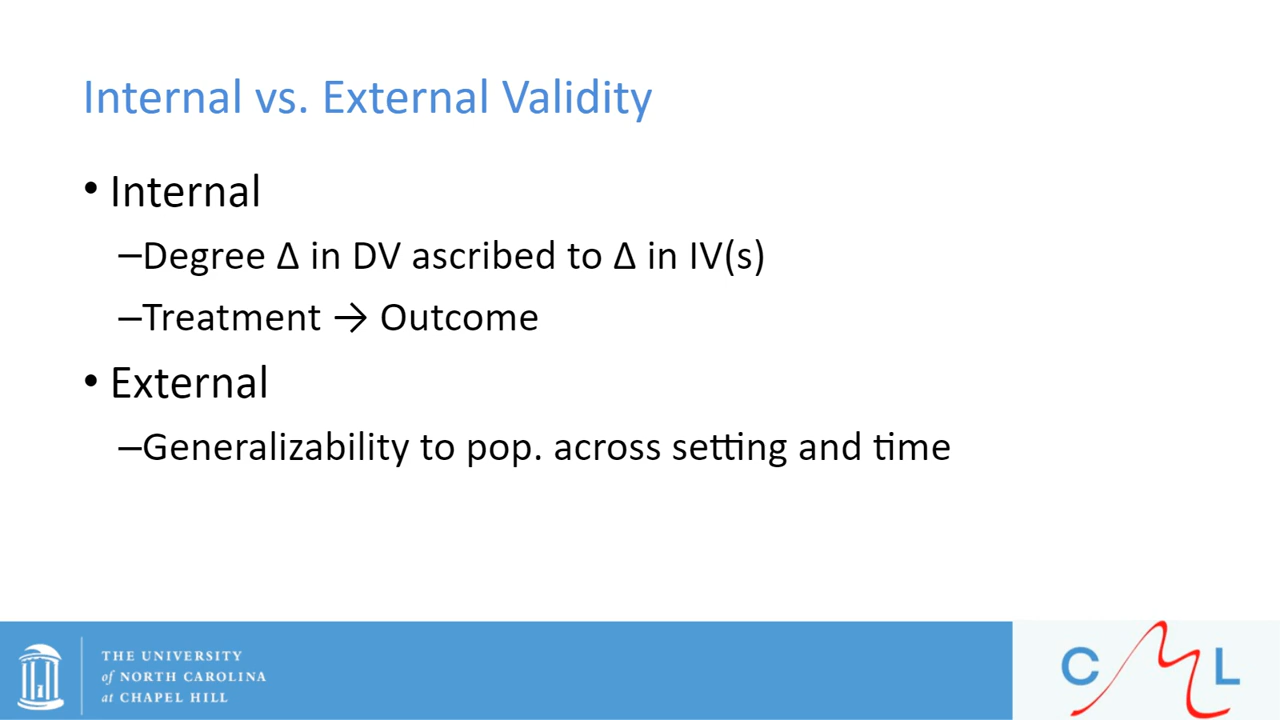 Internal vs. External Validity
• Internal
–Degree Δ in DV ascribed to Δ in IV(s)
–Treatment → Outcome
• External
–Generalizability to pop. across setting and time
THE UNIVERSITY
of NORTH CAROLINA
at CHAPEL HILL
CML